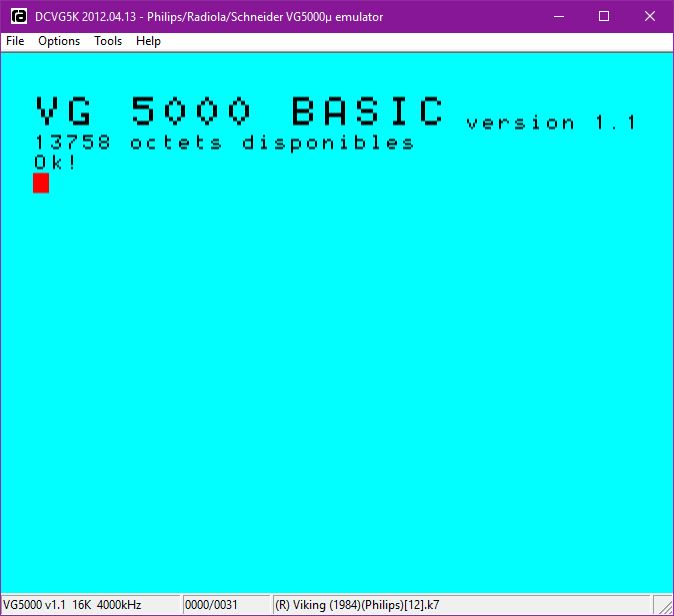 DCVG5K 2012.04.13 - Philips/Radiola/Schneider VG5000µ emulator
File Options Tools Help
VG 5000 BASIC version 1.1
13758 octets disponibles
Ok!
VG5000 v1.1 16K 4000kHz 0000/0031 (R) Viking (1984)(Philips)[12].k7